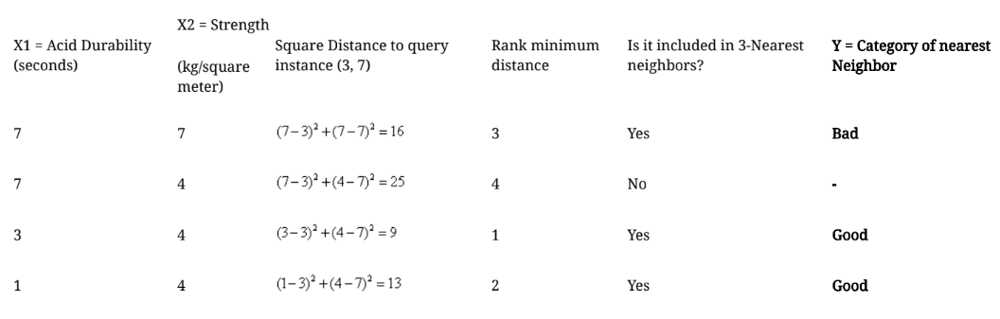 X1 = Acid Durability (seconds)
X2 = Strength
(kg/square meter)
Square Distance to query instance (3, 7)
Rank minimum distance
Is it included in 3-Nearest neighbors?
Y = Category of nearest Neighbor
7 7 (7−3)² + (7−7)² = 16 3 Yes Bad
7 4 (7−3)² + (4−7)² = 25 4 No -
3 4 (3−3)² + (4−7)² = 9 1 Yes Good
1 4 (1−3)² + (4−7)² = 13 2 Yes Good